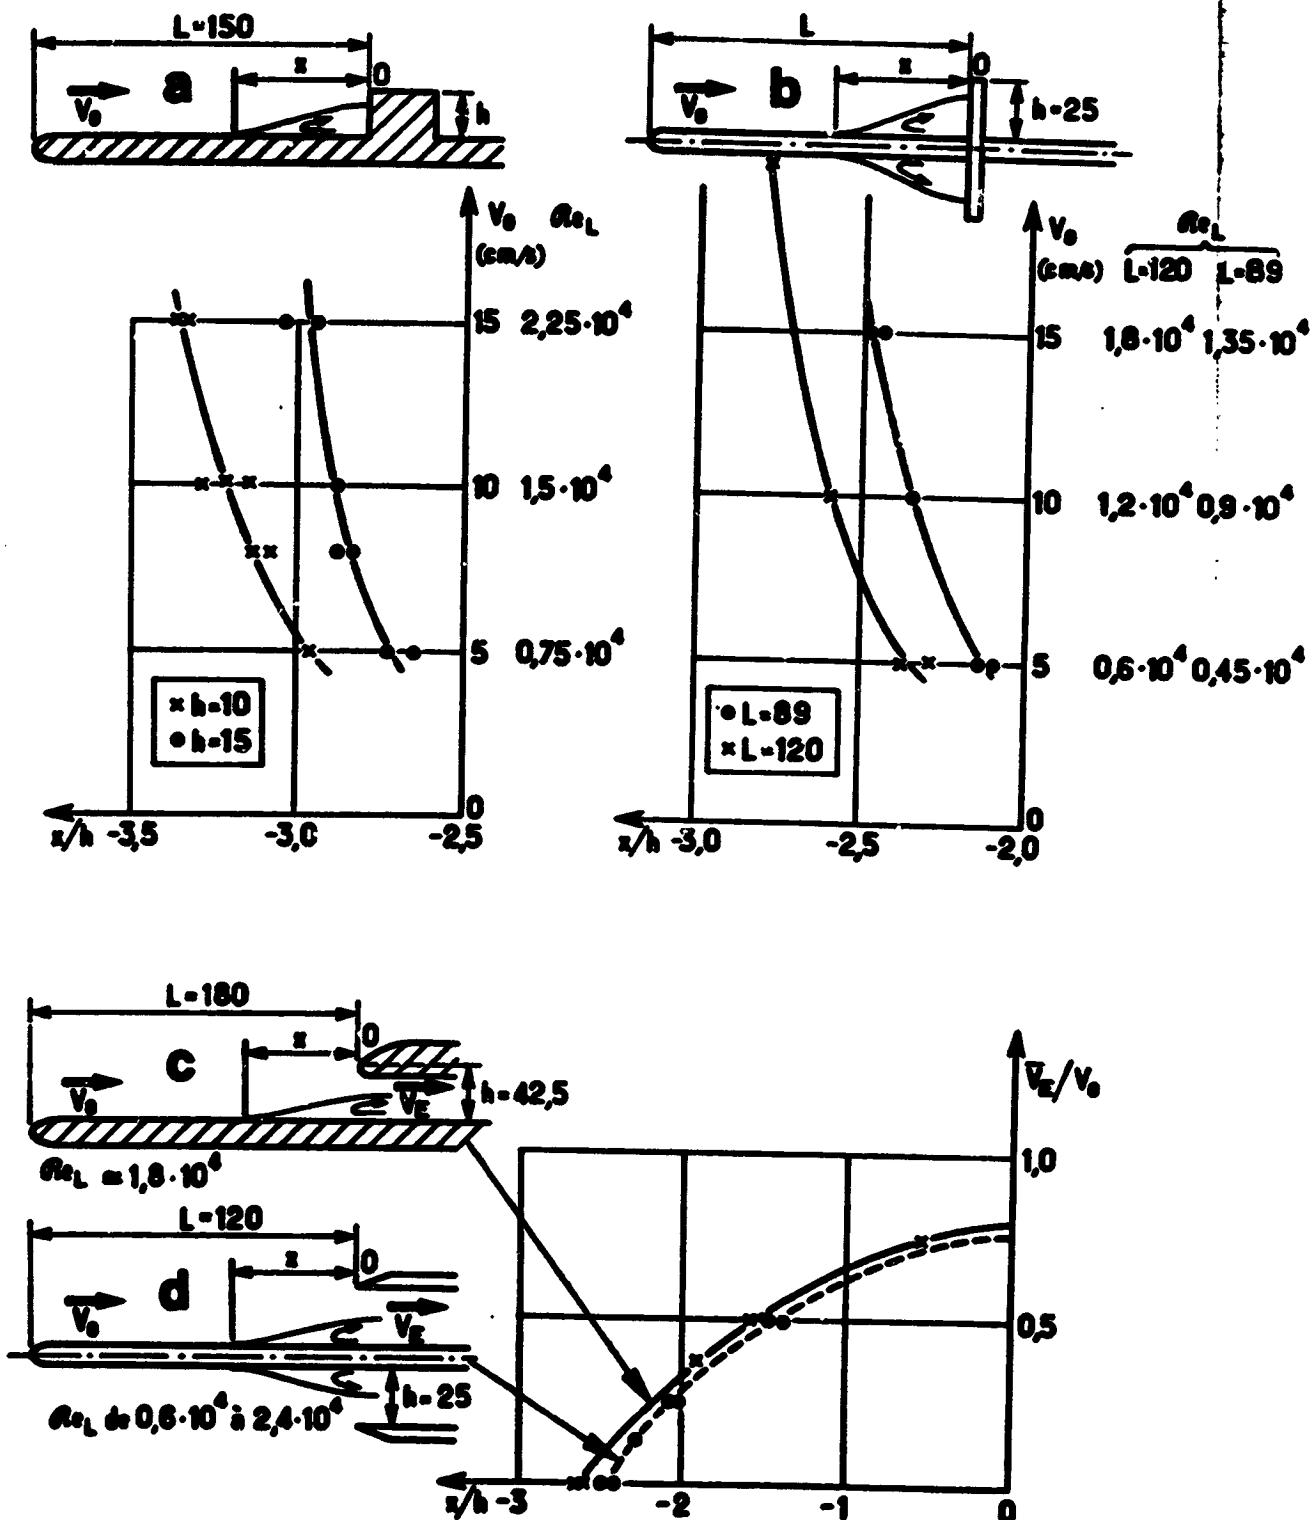 L=150
x
0
a
V₀
h
V₀ ReL
(cm/s)
15 2,25·10⁴
10 1,5·10⁴
5 0,75·10⁴
× h=10
● h=15
0
x/h -3,5 -3,0 -2,5
L
x
0
b
V₀
h=25
V₀ ReL
(cm/s) L=120 L=89
15 1,8·10⁴ 1,35·10⁴
10 1,2·10⁴ 0,9·10⁴
5 0,6·10⁴ 0,45·10⁴
● L=89
× L=120
0
x/h -3,0 -2,5 -2,0
L=180
x
0
c
V₀
V̅E
h=42,5
ReL ≃ 1,8·10⁴
L=120
x
0
d
V₀
V̅E
h=25
ReL de 0,6·10⁴ à 2,4·10⁴
V̅E/V₀
1,0
0,5
x/h -3 -2 -1 0